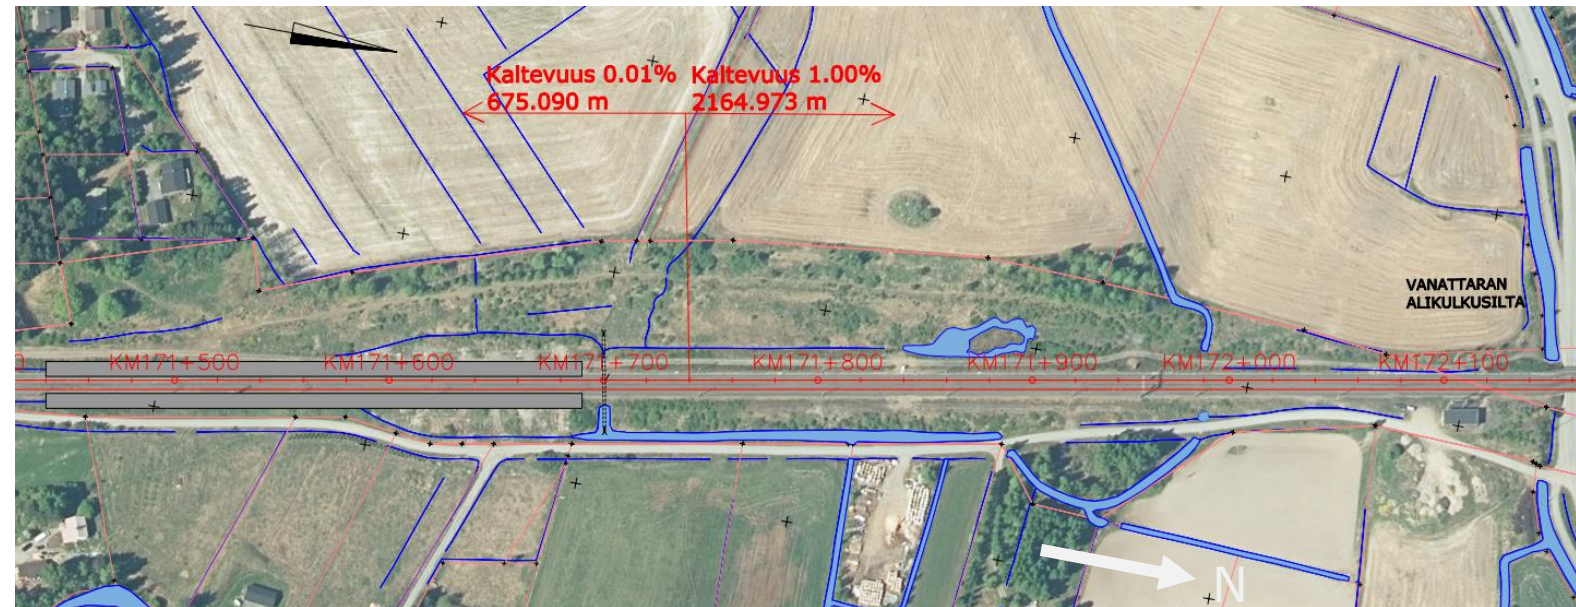 Kaltevuus 0.01% Kaltevuus 1.00%
675.090 m 2164.973 m
VANATTARAN
ALIKULKUSILTA
0 KM171+500 KM171+600 KM171+700 KM171+800 KM171+900 KM172+000 KM172+100
N